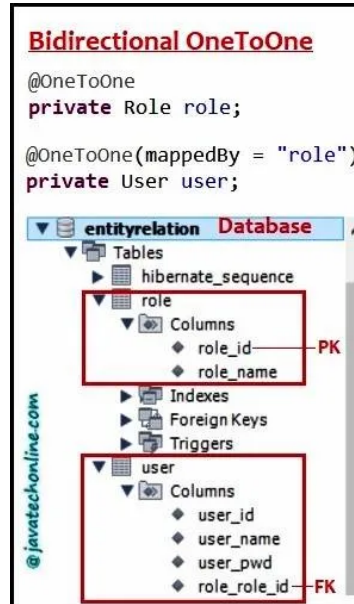 Bidirectional OneToOne
@OneToOne
private Role role;
@OneToOne(mappedBy = "role")
private User user;
entityrelation Database
Tables
hibernate_sequence
role
Columns
role_id PK
role_name
Indexes
Foreign Keys
Triggers
user
Columns
user_id
user_name
user_pwd
role_role_id FK
@javatechonline.com